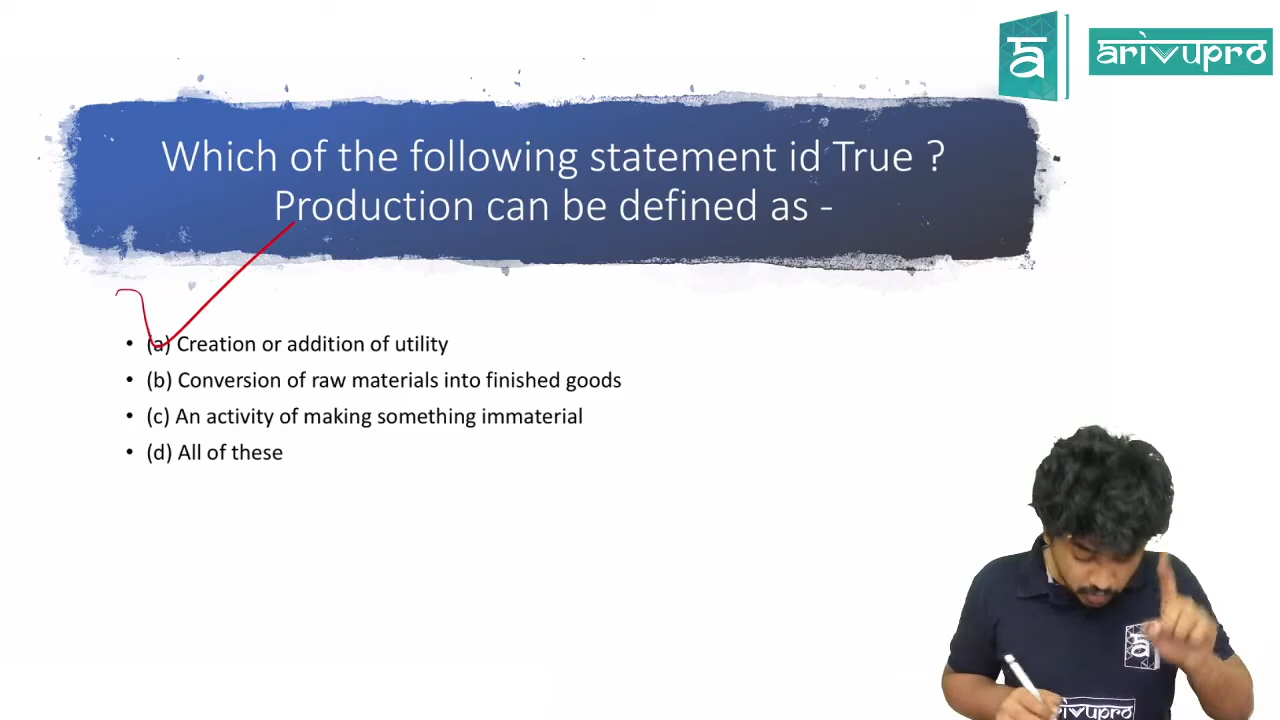 a
arivupro
Which of the following statement id True ?
Production can be defined as -
• (a) Creation or addition of utility
• (b) Conversion of raw materials into finished goods
• (c) An activity of making something immaterial
• (d) All of these
a
arivupro